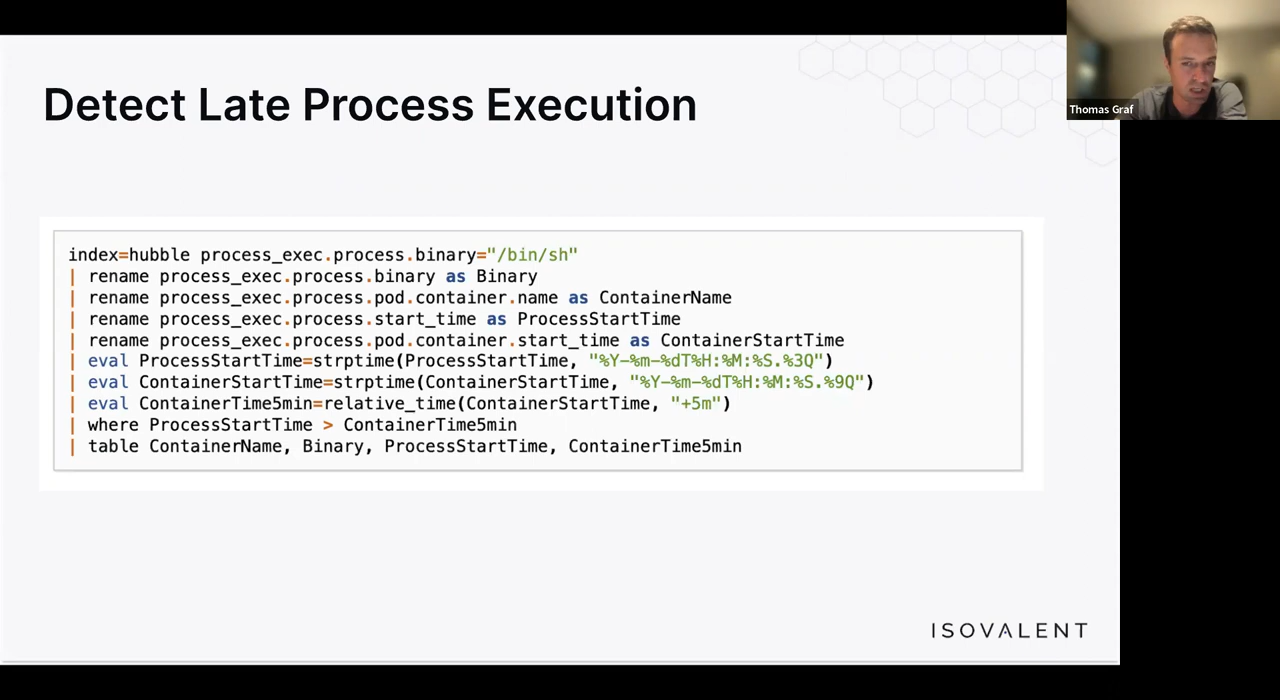 Detect Late Process Execution
Thomas Graf
index=hubble process_exec.process.binary="/bin/sh"
| rename process_exec.process.binary as Binary
| rename process_exec.process.pod.container.name as ContainerName
| rename process_exec.process.start_time as ProcessStartTime
| rename process_exec.process.pod.container.start_time as ContainerStartTime
| eval ProcessStartTime=strptime(ProcessStartTime, "%Y-%m-%dT%H:%M:%S.%3Q")
| eval ContainerStartTime=strptime(ContainerStartTime, "%Y-%m-%dT%H:%M:%S.%9Q")
| eval ContainerTime5min=relative_time(ContainerStartTime, "+5m")
| where ProcessStartTime > ContainerTime5min
| table ContainerName, Binary, ProcessStartTime, ContainerTime5min
ISOVALENT